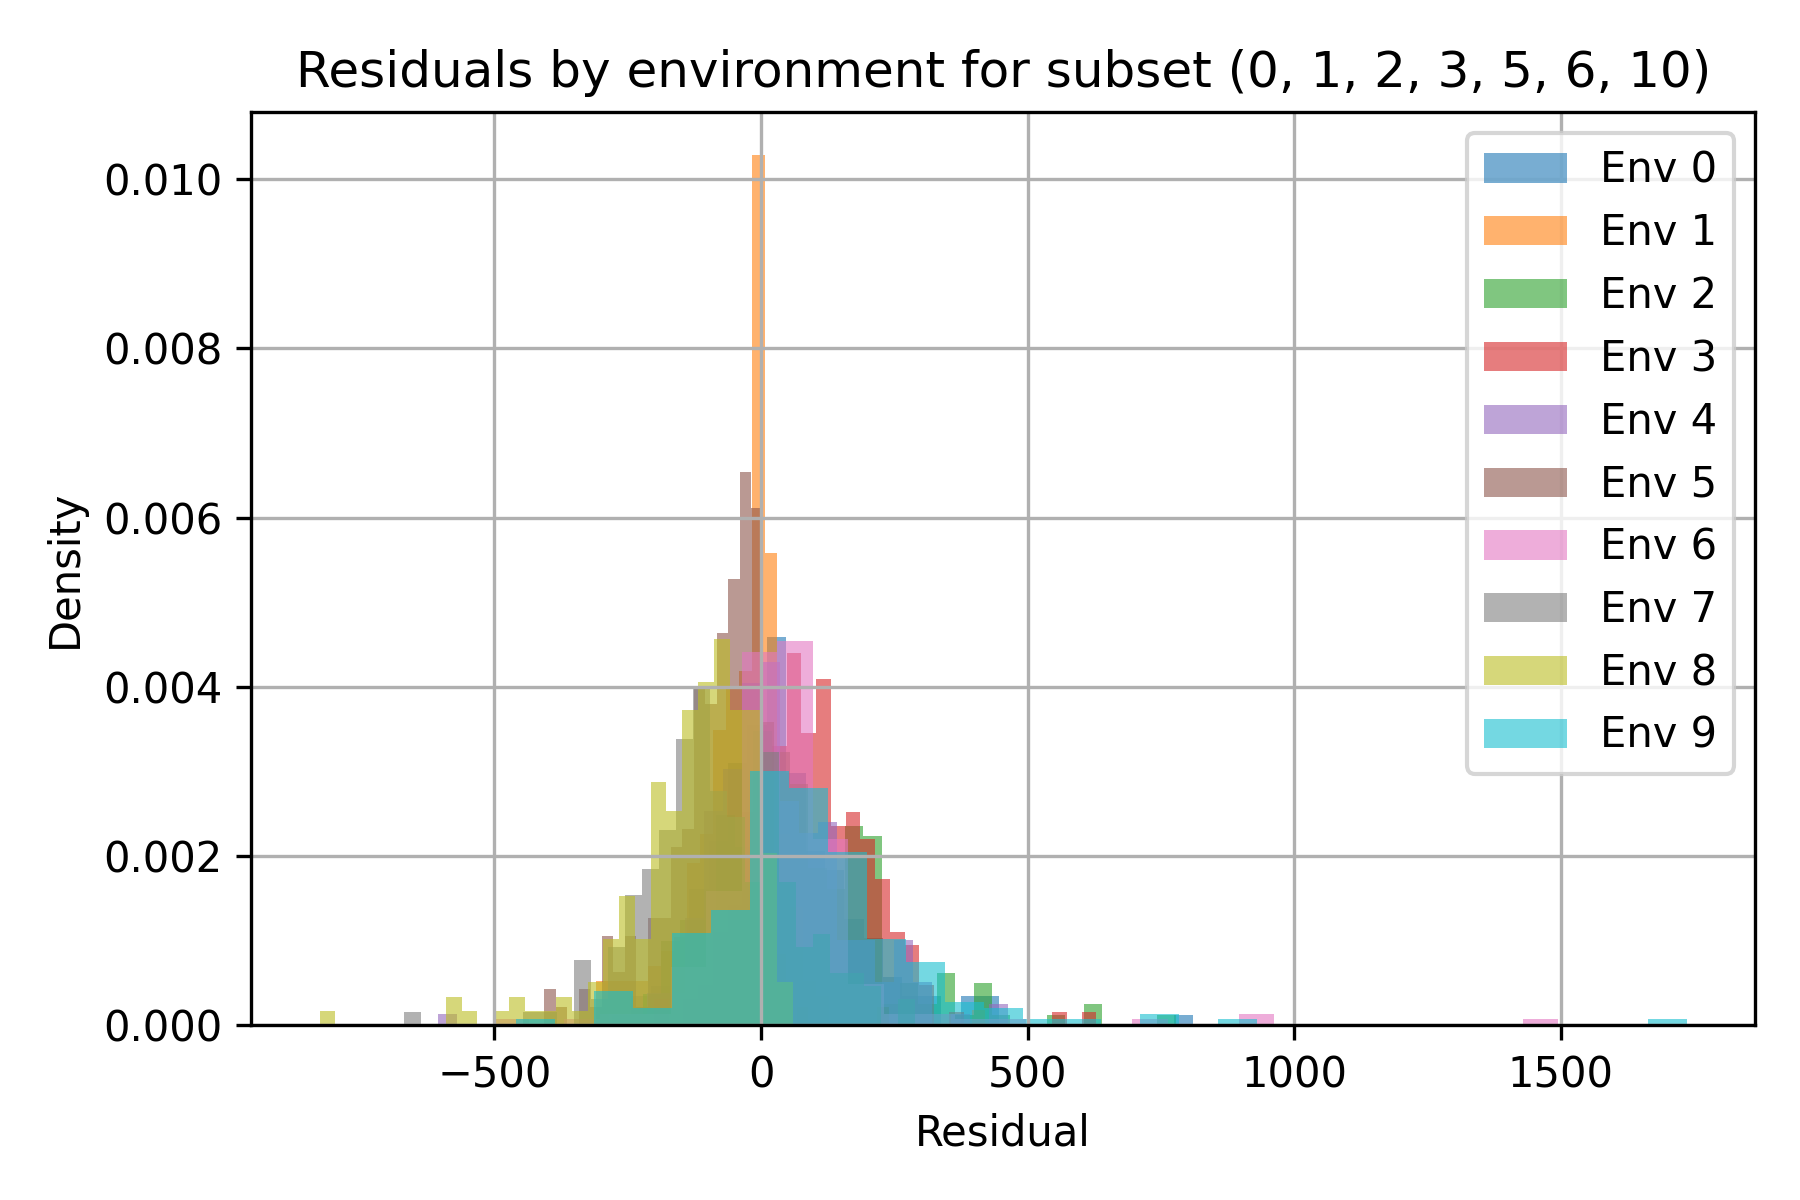 Residuals by environment for subset (0, 1, 2, 3, 5, 6, 10)
Density
0.010
0.008
0.006
0.004
0.002
0.000
−500
0
500
1000
1500
Residual
Env 0
Env 1
Env 2
Env 3
Env 4
Env 5
Env 6
Env 7
Env 8
Env 9